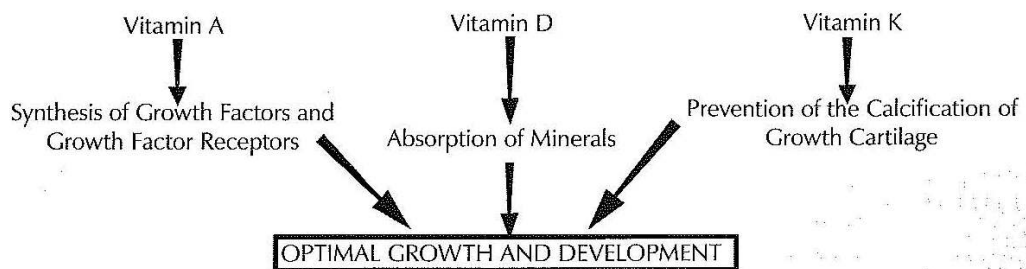 Vitamin A
Vitamin D
Vitamin K
Synthesis of Growth Factors and
Growth Factor Receptors
Absorption of Minerals
Prevention of the Calcification of
Growth Cartilage
OPTIMAL GROWTH AND DEVELOPMENT